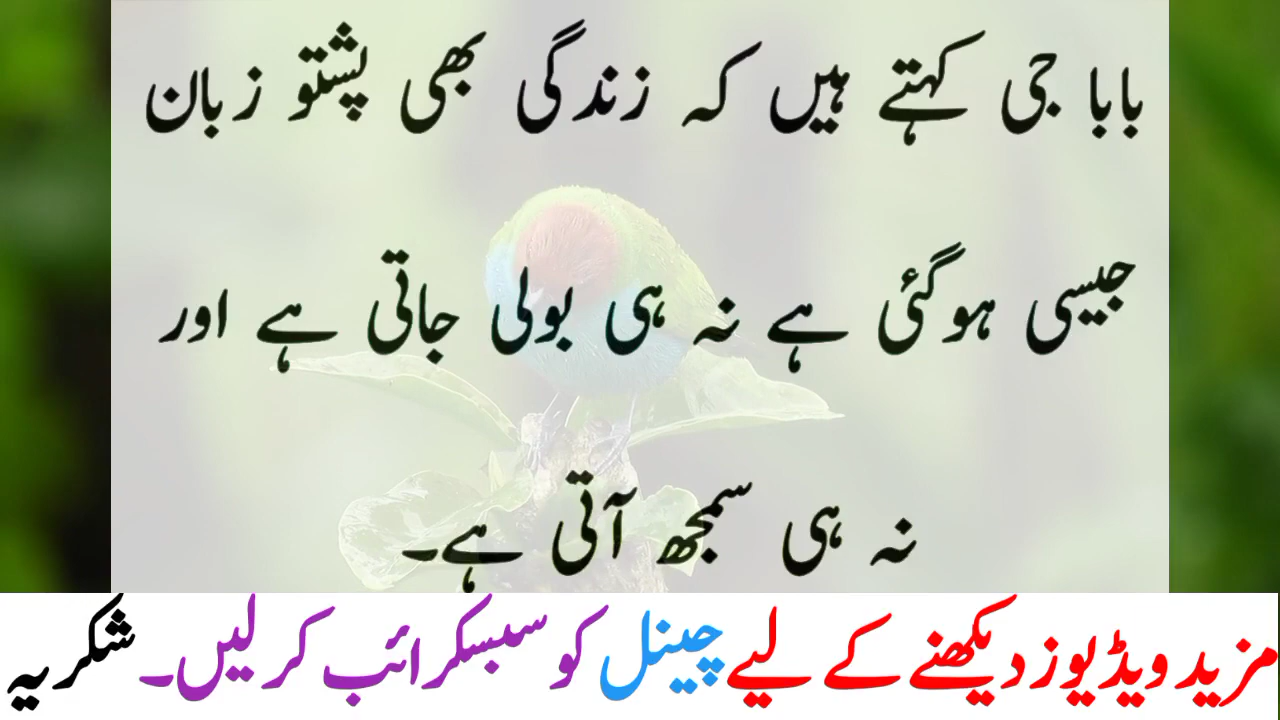 بابا جی کہتے ہیں کہ زندگی بھی پشتو زبان
جیسی ہوگئی ہے نہ ہی بولی جاتی ہے اور
نہ ہی سمجھ آتی ہے۔
مزید ویڈیوز دیکھنے کے لیے چینل کو سبسکرائب کرلیں۔ شکریہ